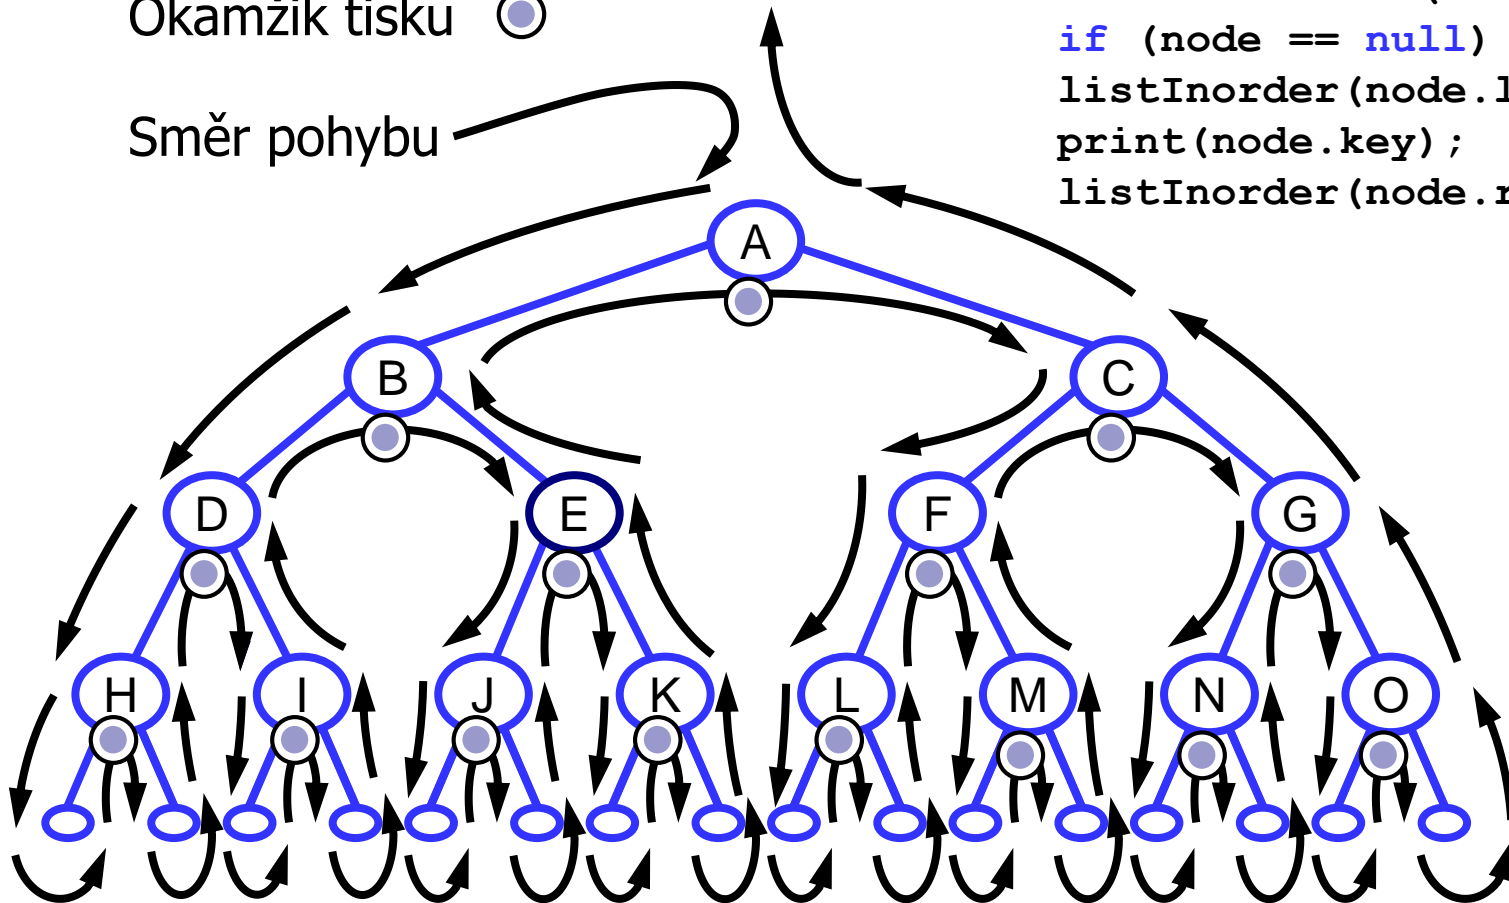 Okamžik tisku
Směr pohybu
if (node == null)
listInorder(node.l
print(node.key);
listInorder(node.r
A
B
C
D
E
F
G
H
I
J
K
L
M
N
O